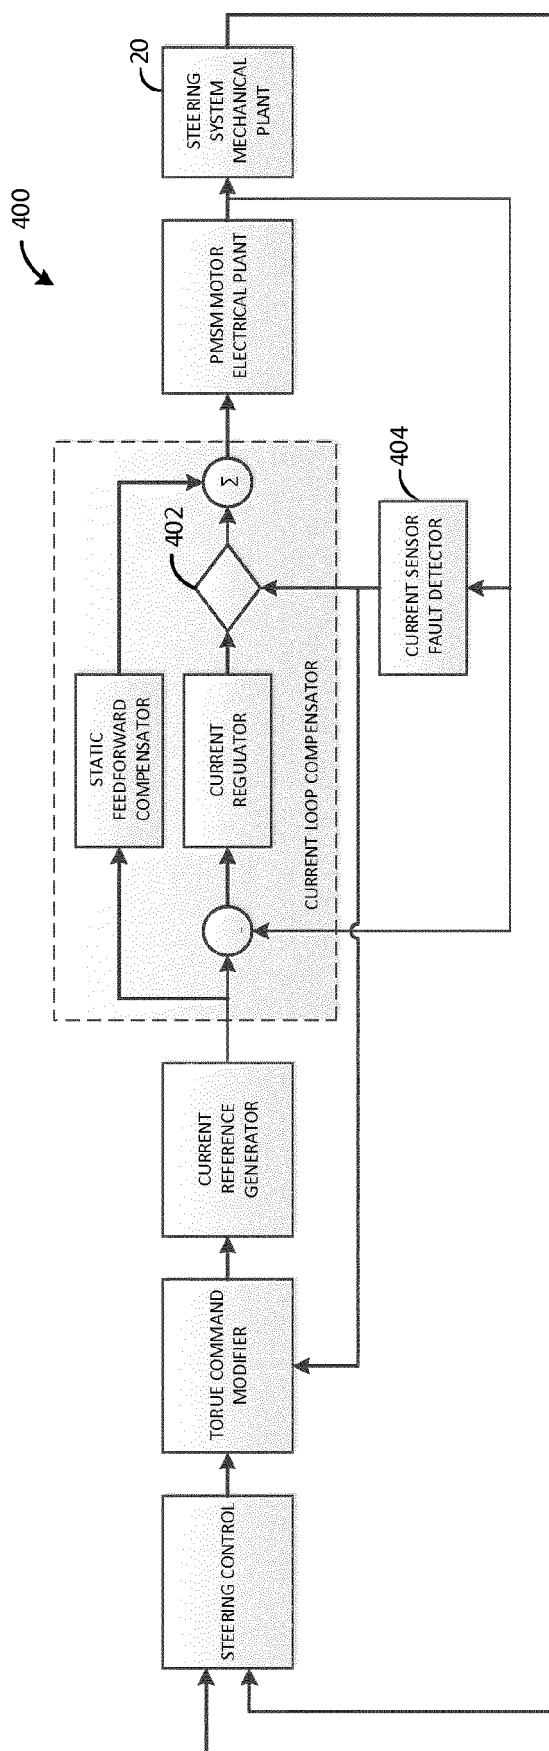 400
STEERING CONTROL
TORUE COMMAND
MODIFIER
CURRENT
REFERENCE
GENERATOR
STATIC
FEEDFORWARD
COMPENSATOR
CURRENT
REGULATOR
402
Σ
CURRENT LOOP COMPENSATOR
PMSM MOTOR
ELECTRICAL PLANT
20
STEERING
SYSTEM
MECHANICAL
PLANT
404
CURRENT SENSOR
FAULT DETECTOR